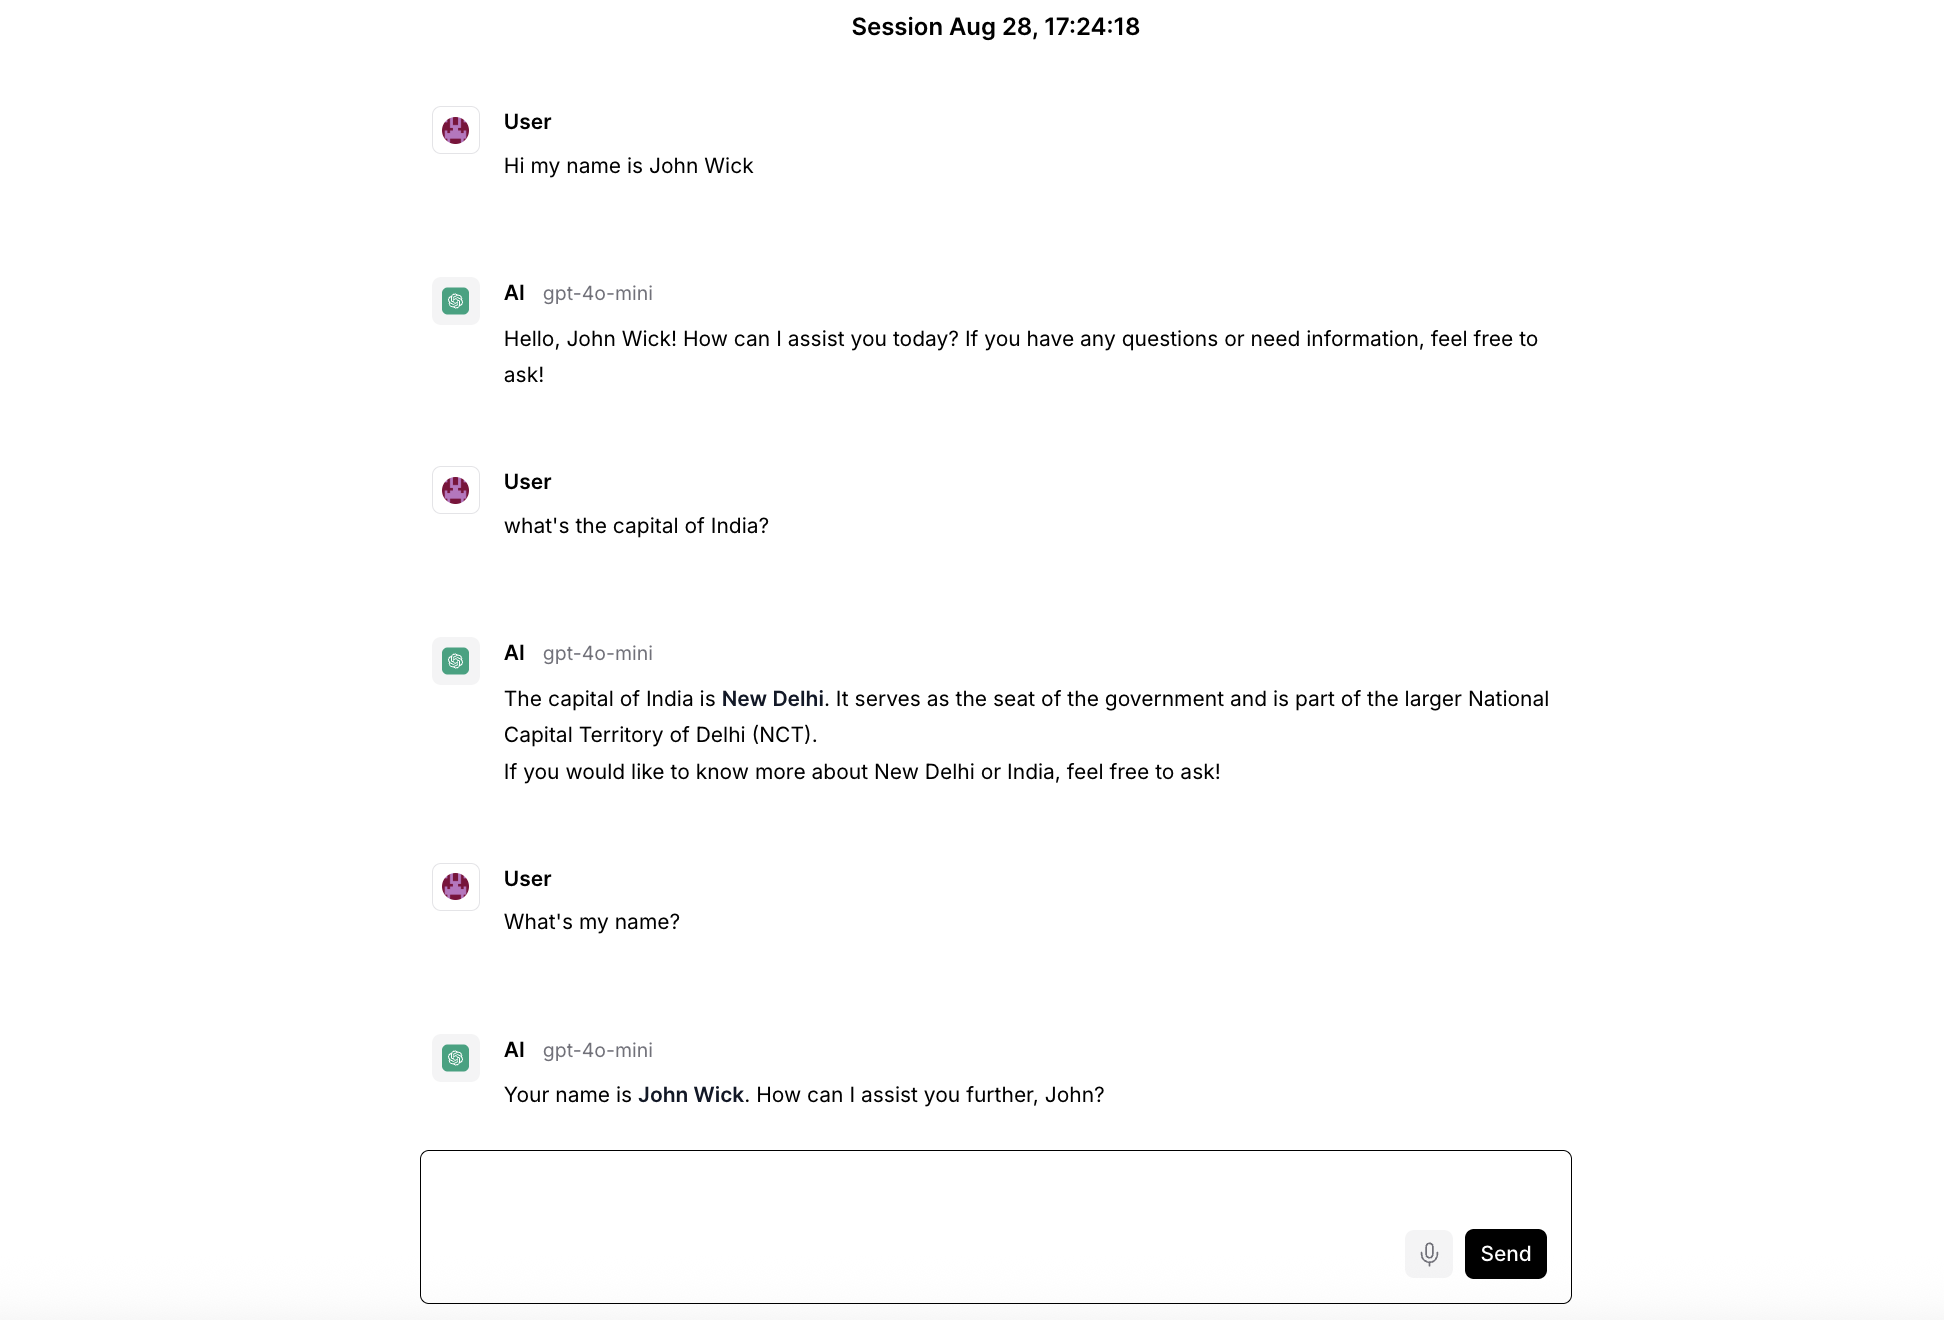 Session Aug 28, 17:24:18
User
Hi my name is John Wick
AI gpt-4o-mini
Hello, John Wick! How can I assist you today? If you have any questions or need information, feel free to
ask!
User
what's the capital of India?
AI gpt-4o-mini
The capital of India is New Delhi. It serves as the seat of the government and is part of the larger National
Capital Territory of Delhi (NCT).
If you would like to know more about New Delhi or India, feel free to ask!
User
What's my name?
AI gpt-4o-mini
Your name is John Wick. How can I assist you further, John?
Send